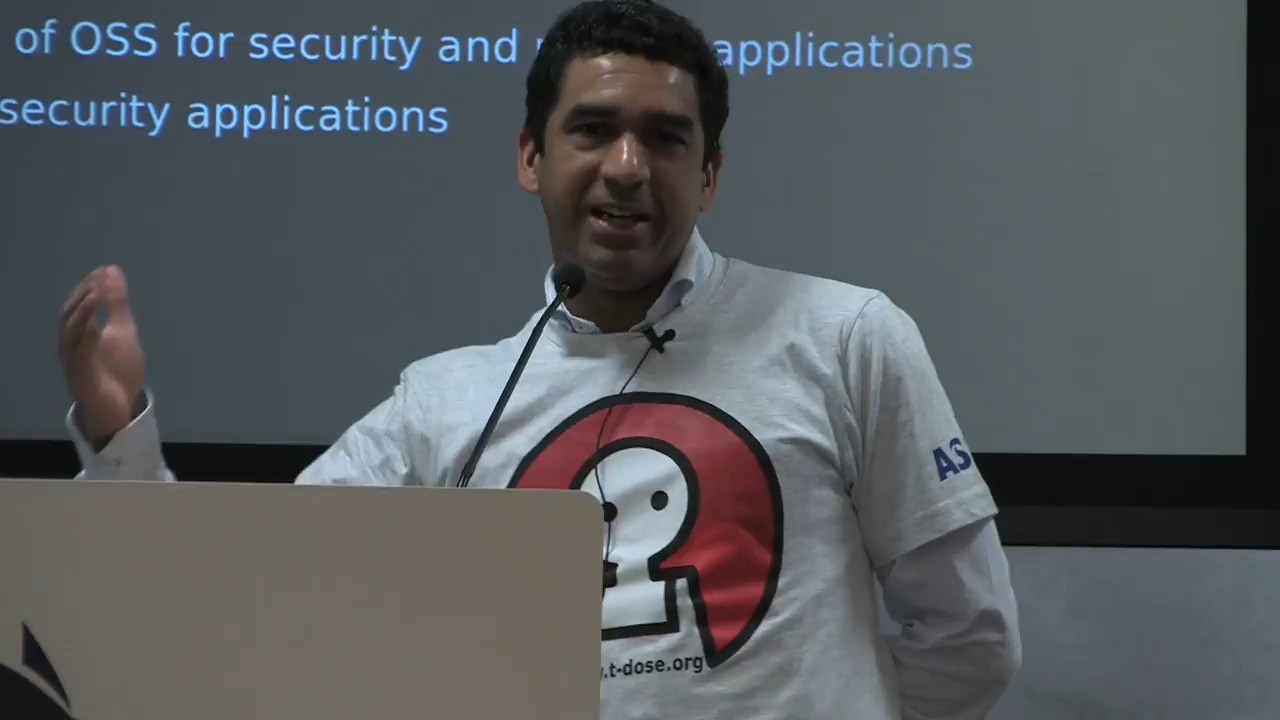 of OSS for security and applications
security applications
AS
.t-dose.org